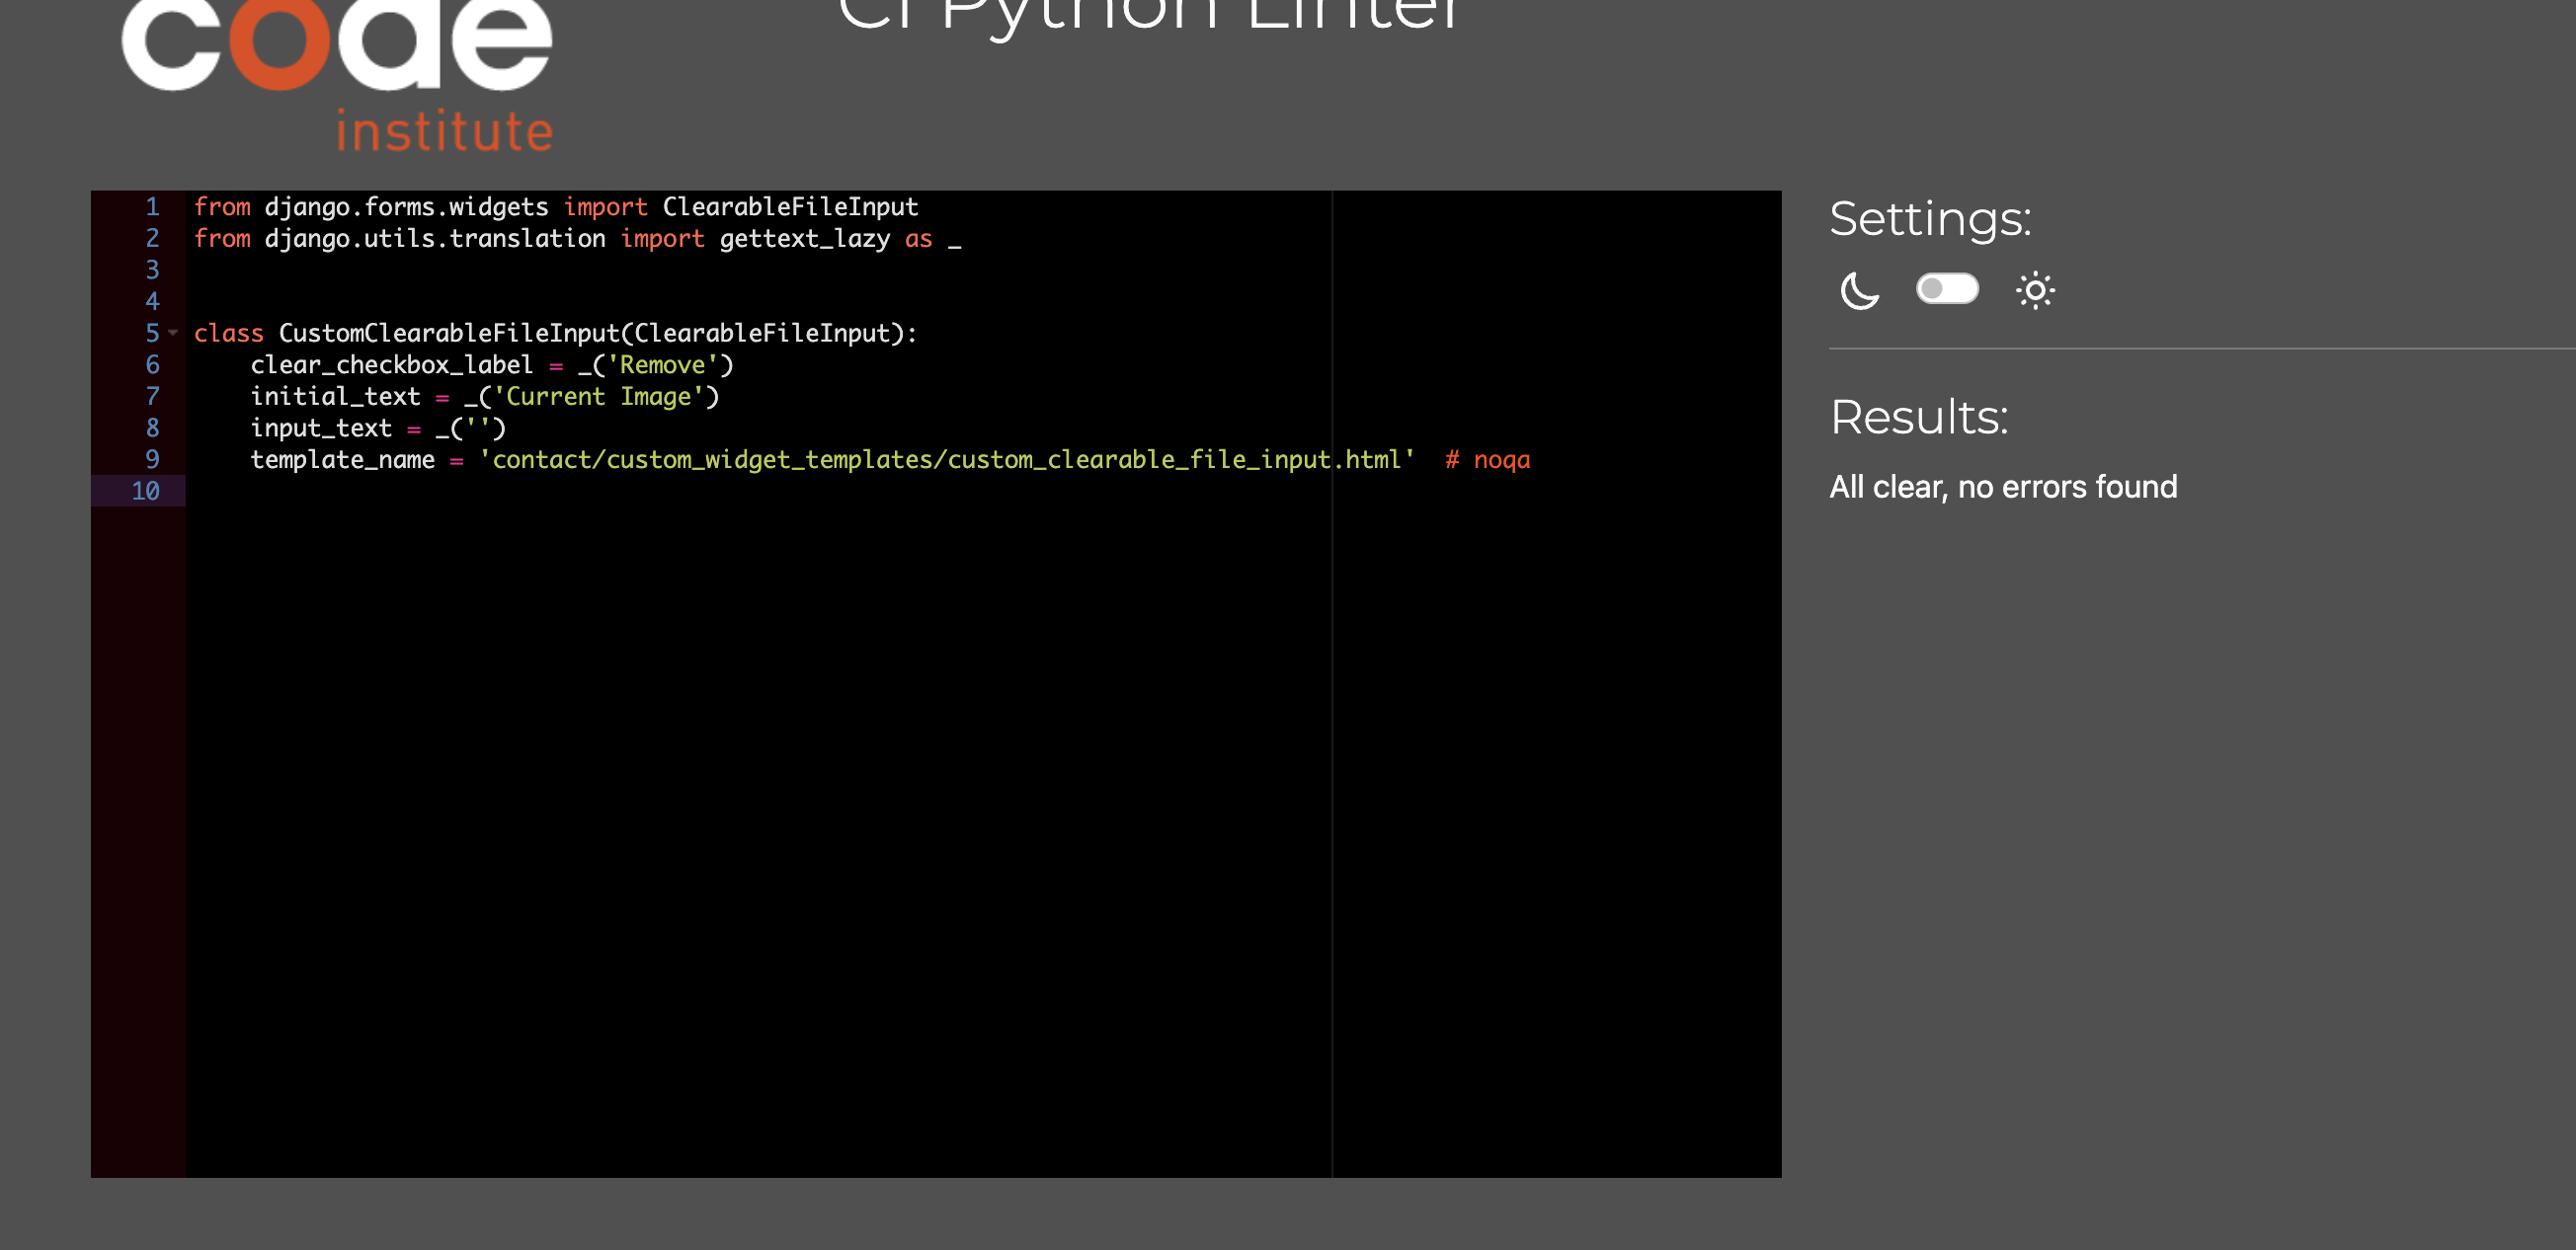 code
CI Python Linter
institute
1 from django.forms.widgets import ClearableFileInput
2 from django.utils.translation import gettext_lazy as _
3
4
5 class CustomClearableFileInput(ClearableFileInput):
6     clear_checkbox_label = _('Remove')
7     initial_text = _('Current Image')
8     input_text = _('')
9     template_name = 'contact/custom_widget_templates/custom_clearable_file_input.html'  # noqa
10
Settings:
Results:
All clear, no errors found